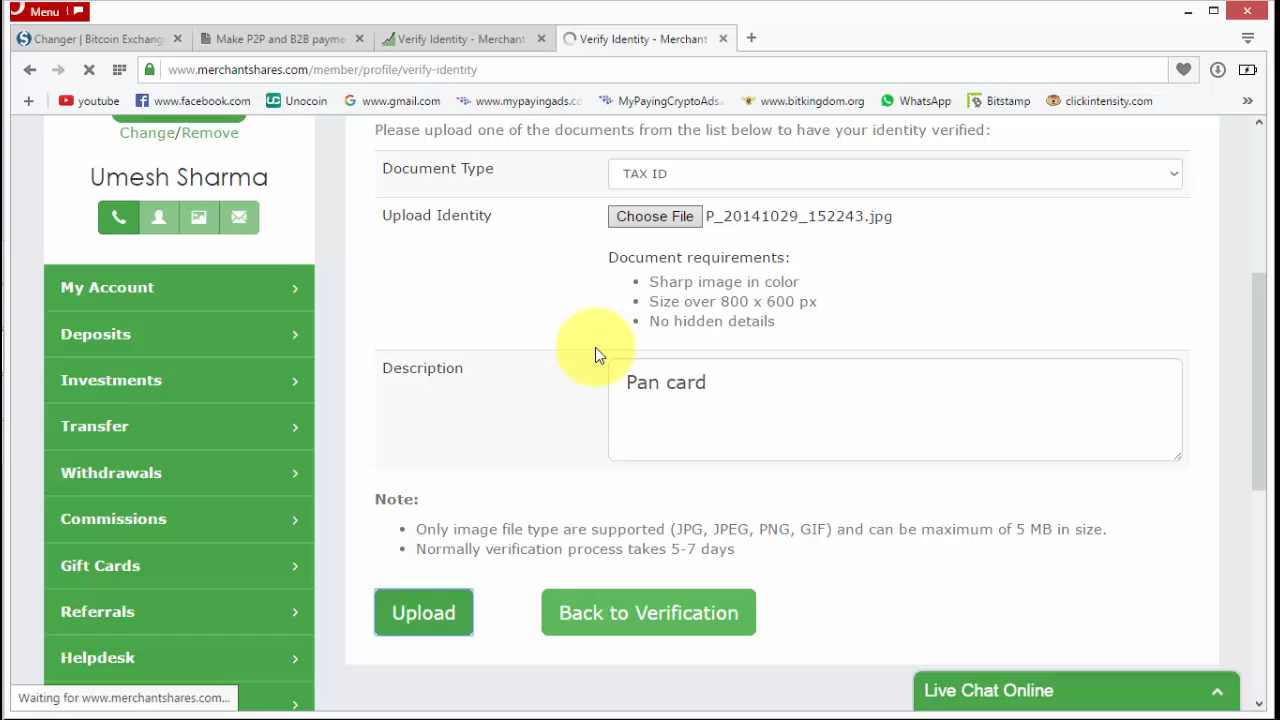 Menu
Changer | Bitcoin Exchang
Make P2P and B2B payme
Verify Identity - Merchant
Verify Identity - Merchant
www.merchantshares.com/member/profile/verify-identity
youtube
www.facebook.com
Unocoin
www.gmail.com
www.mypayingads.cc
MyPayingCryptoAds
www.bitkingdom.org
WhatsApp
Bitstamp
clickintensity.com
Change/Remove
Umesh Sharma
My Account
Deposits
Investments
Transfer
Withdrawals
Commissions
Gift Cards
Referrals
Helpdesk
Please upload one of the documents from the list below to have your identity verified:
Document Type
TAX ID
Upload Identity
Choose File P_20141029_152243.jpg
Document requirements:
• Sharp image in color
• Size over 800 x 600 px
• No hidden details
Description
Pan card
Note:
• Only image file type are supported (JPG, JPEG, PNG, GIF) and can be maximum of 5 MB in size.
• Normally verification process takes 5-7 days
Upload
Back to Verification
Waiting for www.merchantshares.com...
Live Chat Online